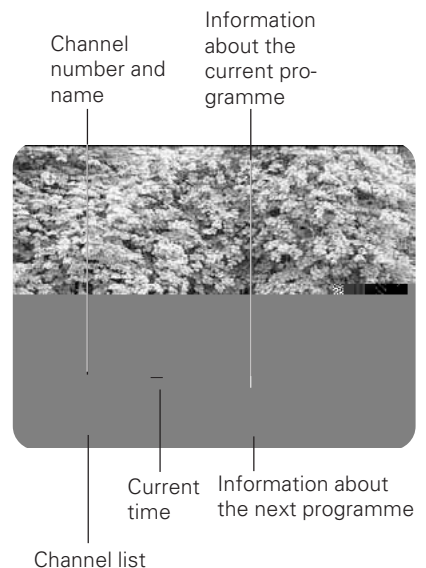 Channel
number and
name
Information
about the
current pro-
gramme
Current
time
Information about
the next programme
Channel list